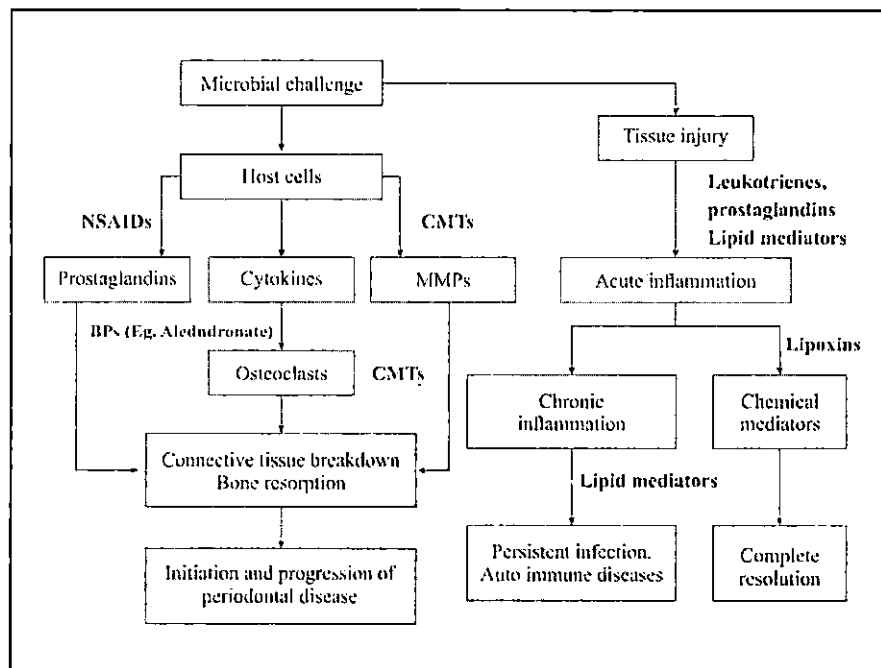 Microbial challenge
Tissue injury
Host cells
Leukotrienes,
prostaglandins
Lipid mediators
NSAIDs
CMTs
Prostaglandins
Cytokines
MMPs
Acute inflammation
BPs (Eg. Aledndronate)
Lipoxins
Osteoclasts
CMTs
Chronic
inflammation
Chemical
mediators
Connective tissue breakdown
Bone resorption
Lipid mediators
Persistent infection.
Auto immune diseases
Complete
resolution
Initiation and progression of
periodontal disease